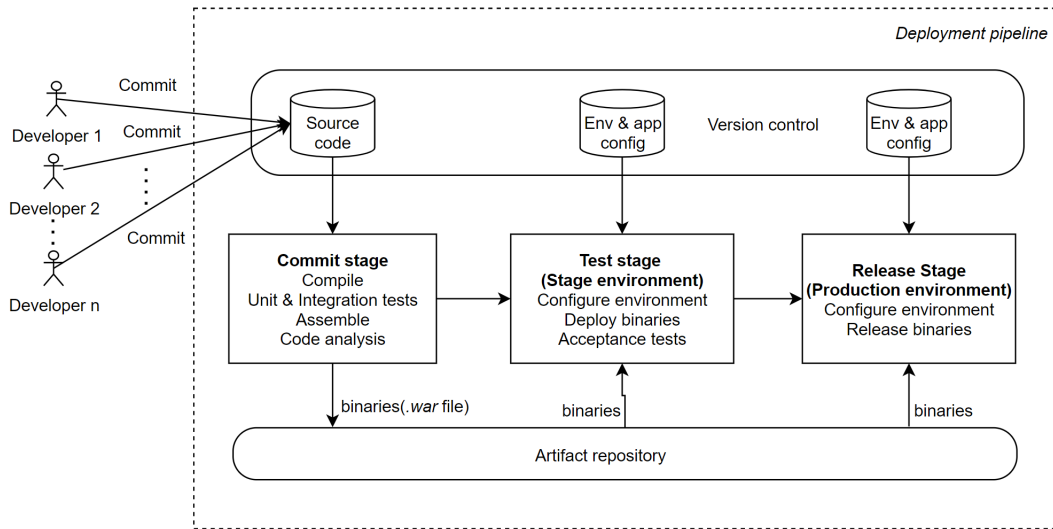 Deployment pipeline
Commit
Developer 1
Commit
Developer 2
Commit
Developer n
Source
code
Env & app
config
Version control
Env & app
config
Commit stage
Compile
Unit & Integration tests
Assemble
Code analysis
Test stage
(Stage environment)
Configure environment
Deploy binaries
Acceptance tests
Release Stage
(Production environment)
Configure environment
Release binaries
binaries(.war file)
binaries
binaries
Artifact repository